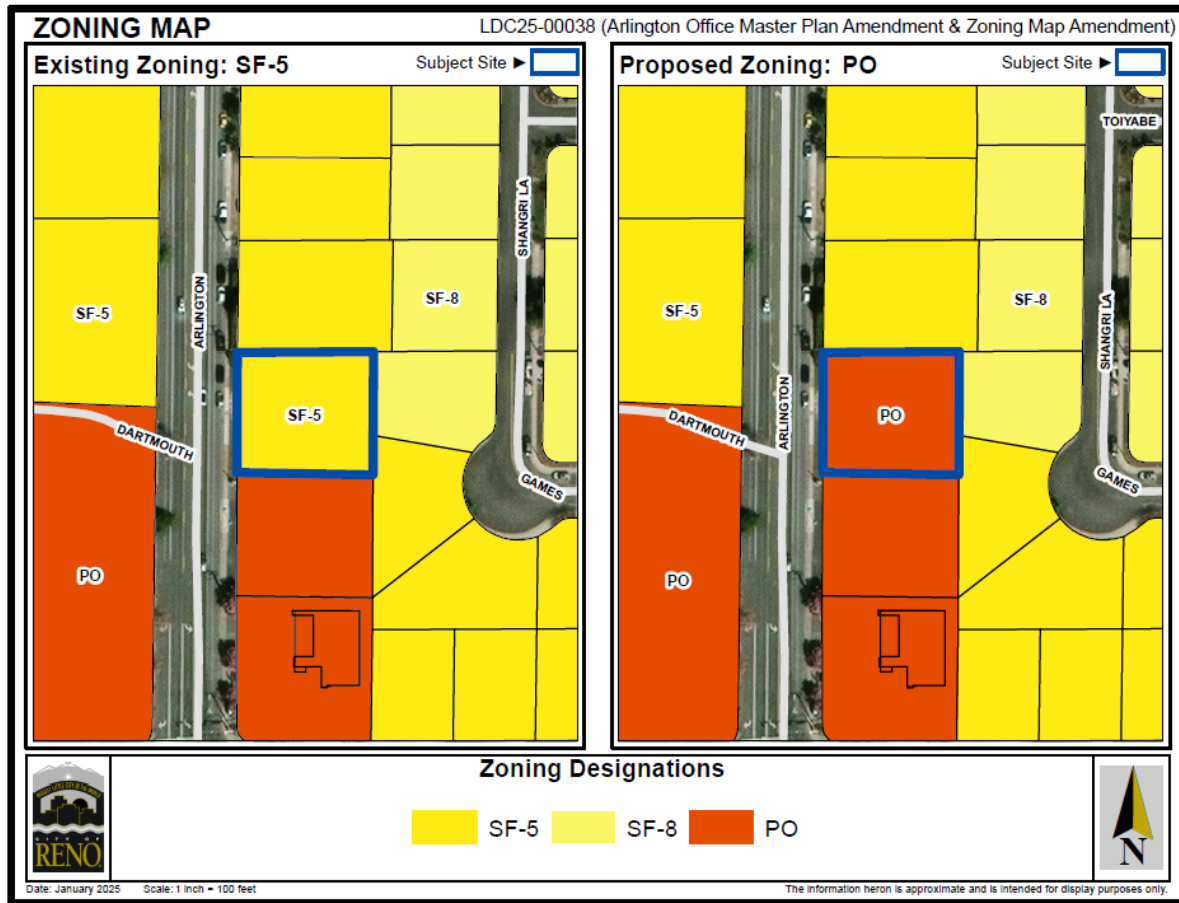 ZONING MAP
LDC25-00038 (Arlington Office Master Plan Amendment & Zoning Map Amendment)
Existing Zoning: SF-5
Subject Site ►
SF-5
ARLINGTON
SHANGRI LA
SF-8
SF-5
DARTMOUTH
GAMES
PO
Proposed Zoning: PO
Subject Site ►
TOIYABE
SF-5
ARLINGTON
SHANGRI LA
SF-8
PO
DARTMOUTH
GAMES
PO
Zoning Designations
SF-5 SF-8 PO
CITY OF
RENO
N
Date: January 2025 Scale: 1 inch = 100 feet
The information heron is approximate and is intended for display purposes only.